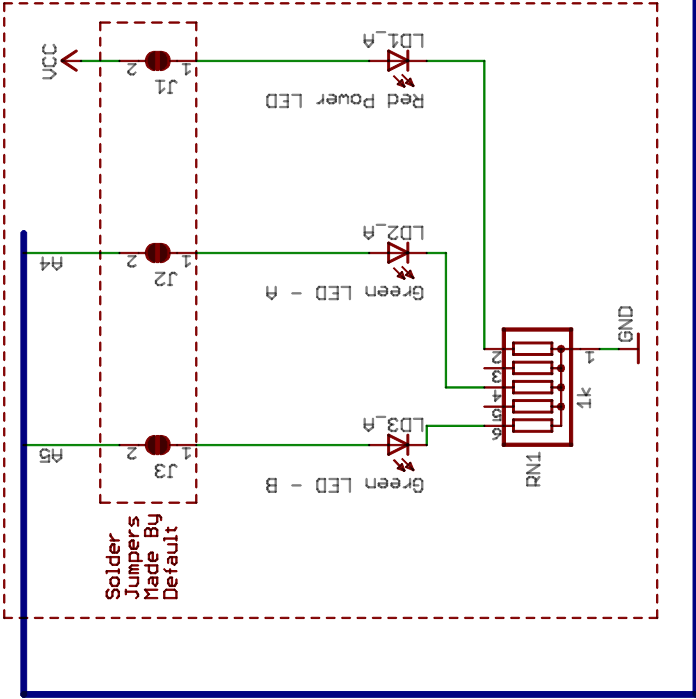 LD1_A
VCC
2
1
J1
Red Power LED
LD2_A
A4
2
1
J2
Green LED - A
GND
2
1
3
4
1k
5
6
LD3_A
A5
2
1
J3
RN1
Green LED - B
Solder
Jumpers
Made By
Default